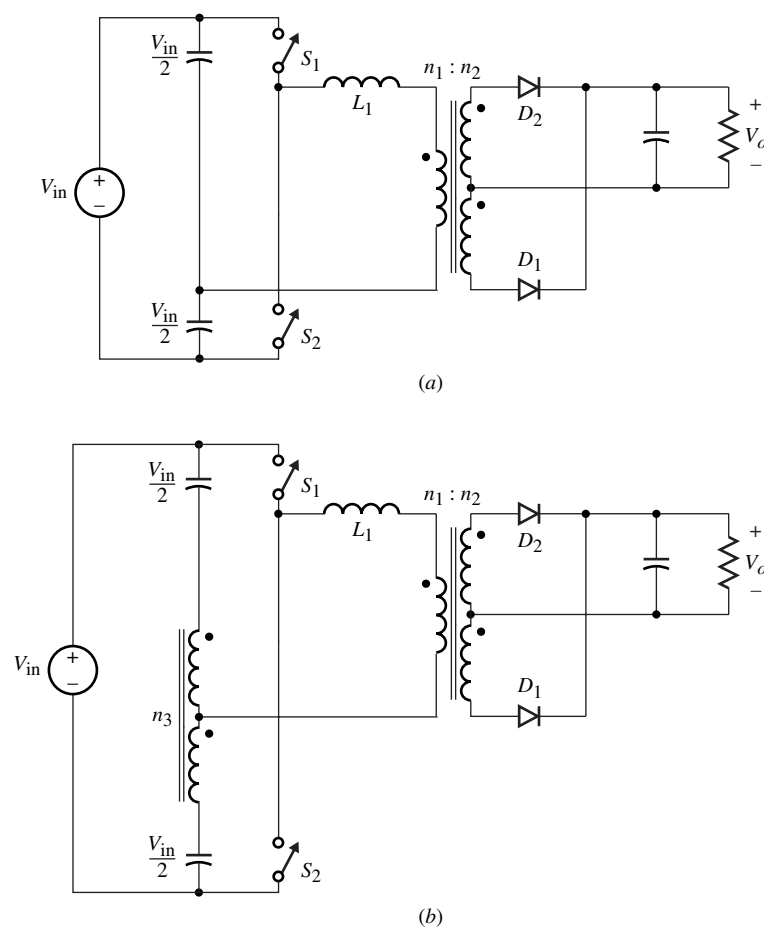 V_in/2
S_1
n_1 : n_2
L_1
D_2
+
V_o
−
V_in
+
−
D_1
V_in/2
S_2
(a)
V_in/2
S_1
n_1 : n_2
L_1
D_2
+
V_o
−
V_in
+
−
n_3
D_1
V_in/2
S_2
(b)